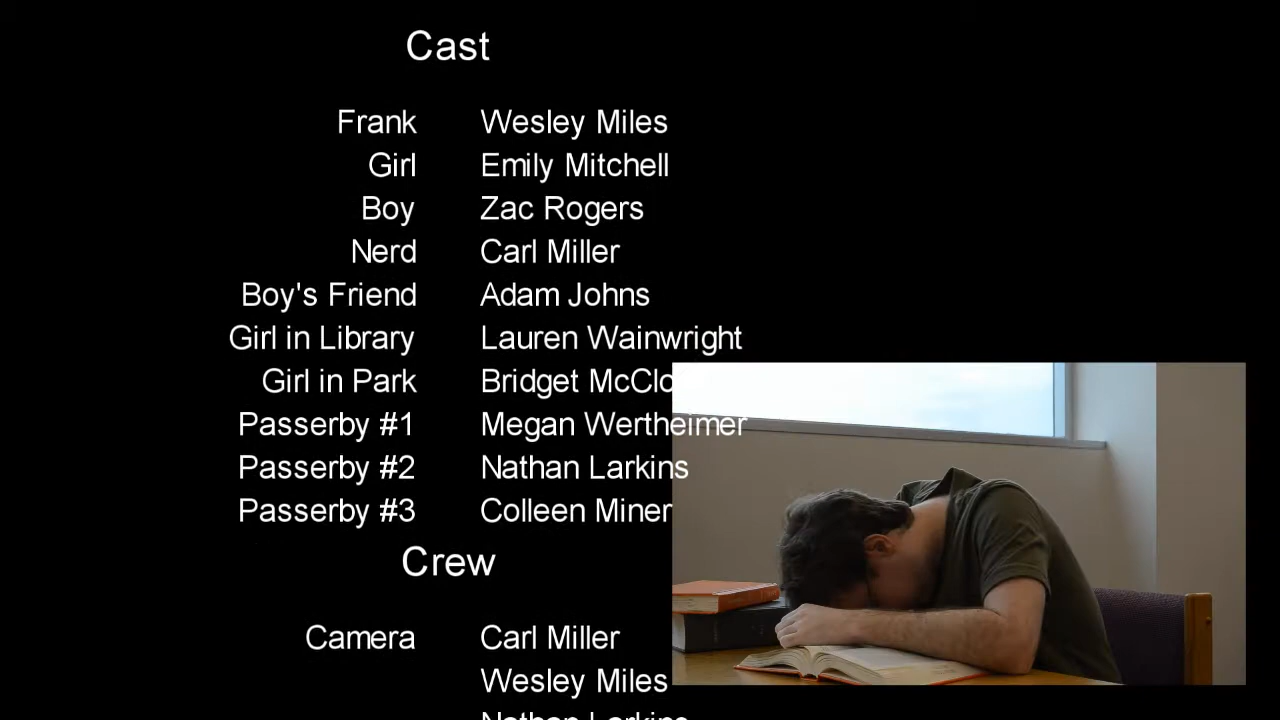 Cast
Frank Wesley Miles
Girl Emily Mitchell
Boy Zac Rogers
Nerd Carl Miller
Boy's Friend Adam Johns
Girl in Library Lauren Wainwright
Girl in Park Bridget
Passerby #1 Megan Wertheimer
Passerby #2 Nathan Larkins
Passerby #3 Colleen Miner
Crew
Camera Carl Miller
Wesley Miles
Nathan Larkins